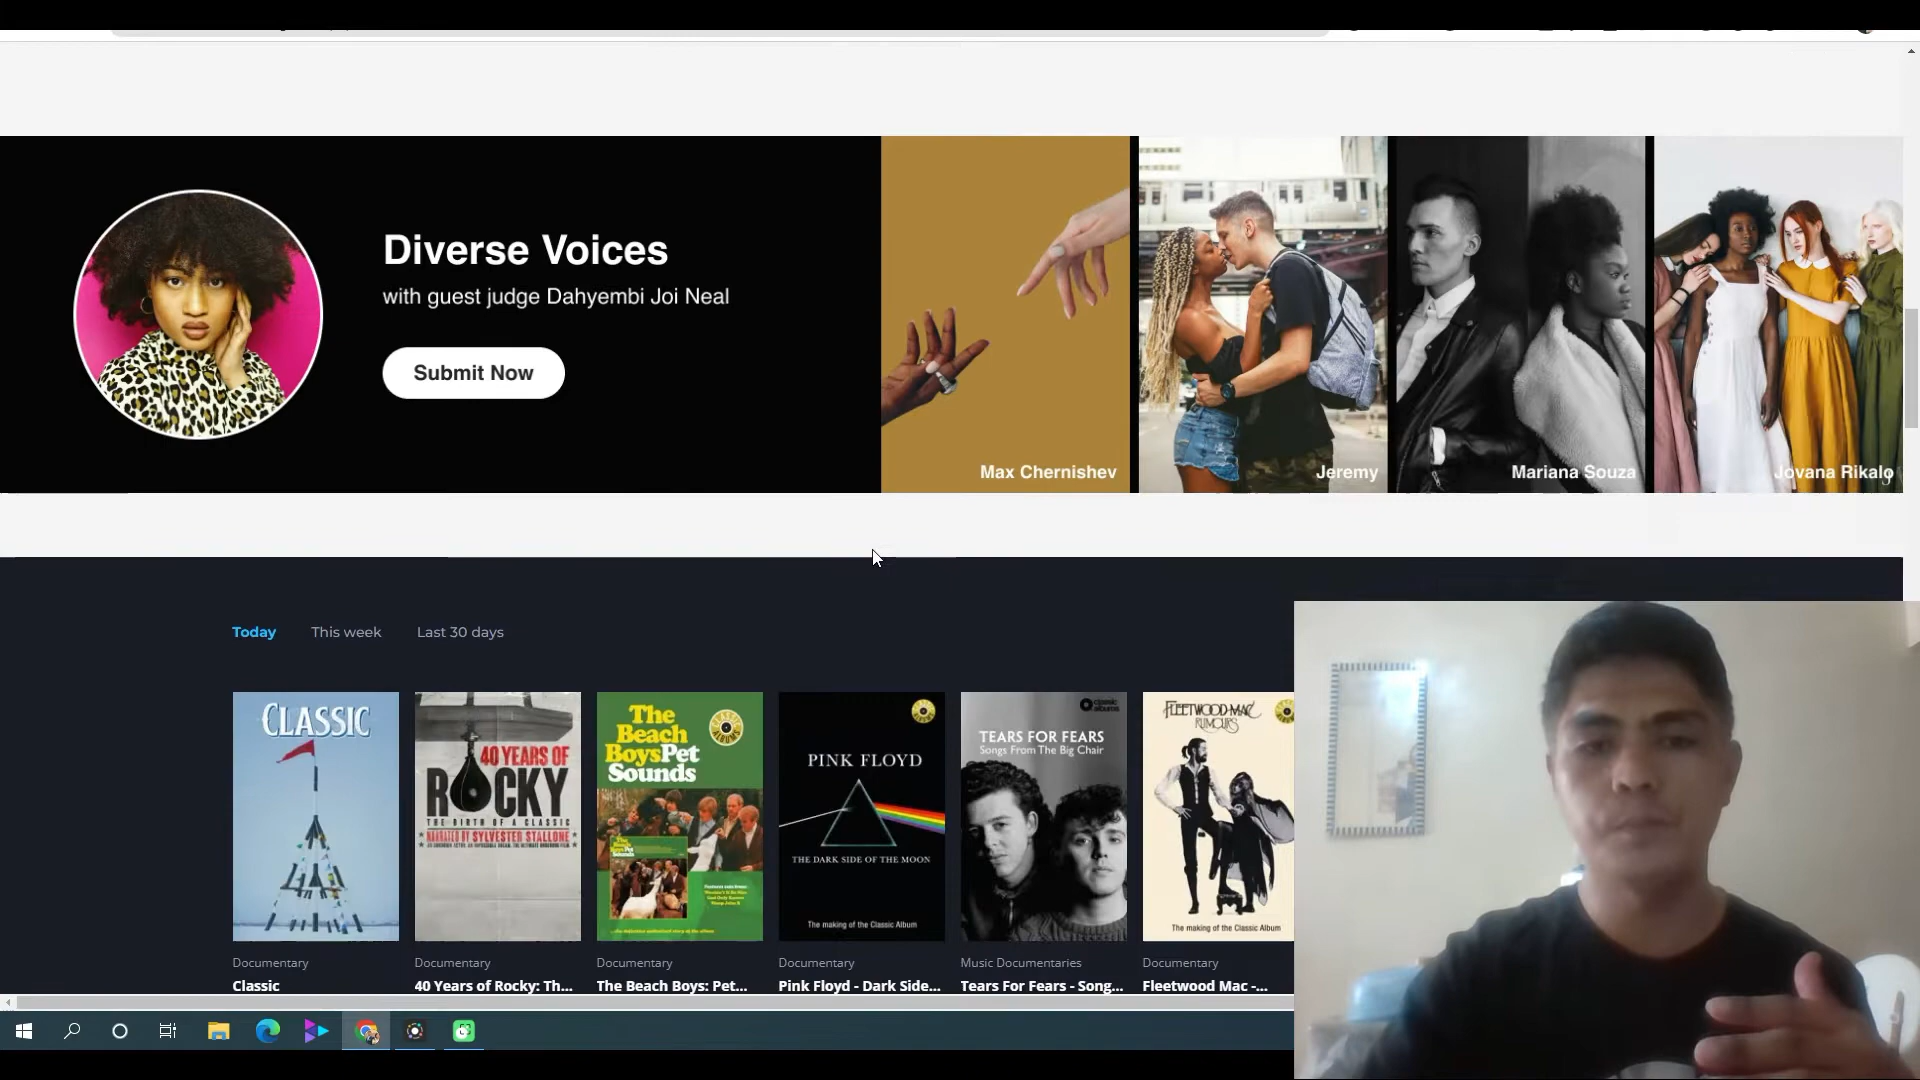 Diverse Voices
with guest judge Dahyembi Joi Neal
Submit Now
Max Chernishev
Jeremy
Mariana Souza
Jovana Rikalo
Today
This week
Last 30 days
CLASSIC
40 YEARS OF
ROCKY
THE BIRTH OF A CLASSIC
NARRATED BY SYLVESTER STALLONE
The
Beach
BoysPet
Sounds
PINK FLOYD
THE DARK SIDE OF THE MOON
The making of the Classic Album
classic
albums
TEARS FOR FEARS
Songs From The Big Chair
FLEETWOOD MAC
RUMOURS
The making of the Classic Album
Documentary
Classic
Documentary
40 Years of Rocky: Th...
Documentary
The Beach Boys: Pet...
Documentary
Pink Floyd - Dark Side...
Music Documentaries
Tears For Fears - Song...
Documentary
Fleetwood Mac -...